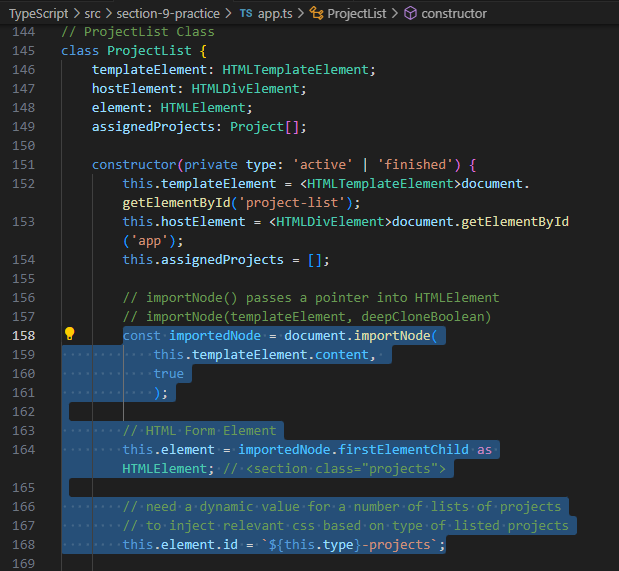 TypeScript > src > section-9-practice > TS app.ts > ProjectList > constructor
144 // ProjectList Class
145 class ProjectList {
146 templateElement: HTMLTemplateElement;
147 hostElement: HTMLDivElement;
148 element: HTMLElement;
149 assignedProjects: Project[];
150
151 constructor(private type: 'active' | 'finished') {
152 this.templateElement = <HTMLTemplateElement>document.
getElementById('project-list');
153 this.hostElement = <HTMLDivElement>document.getElementById
('app');
154 this.assignedProjects = [];
155
156 // importNode() passes a pointer into HTMLElement
157 // importNode(templateElement, deepCloneBoolean)
158 const importedNode = document.importNode(
159 this.templateElement.content,
160 true
161 );
162
163 // HTML Form Element
164 this.element = importedNode.firstElementChild as
HTMLElement; // <section class="projects">
165
166 // need a dynamic value for a number of lists of projects
167 // to inject relevant css based on type of listed projects
168 this.element.id = `${this.type}-projects`;
169